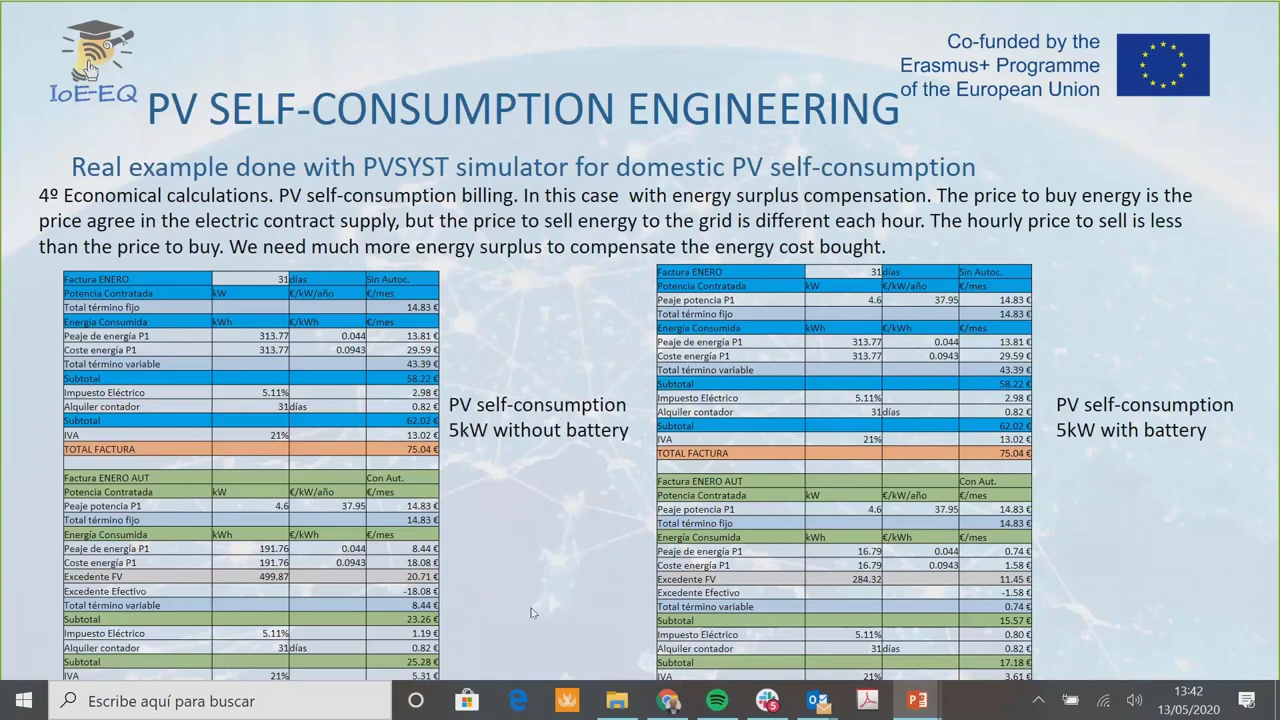 IoE-EQ
Co-funded by the
Erasmus+ Programme
of the European Union
PV SELF-CONSUMPTION ENGINEERING
Real example done with PVSYST simulator for domestic PV self-consumption
4º Economical calculations. PV self-consumption billing. In this case with energy surplus compensation. The price to buy energy is the
price agree in the electric contract supply, but the price to sell energy to the grid is different each hour. The hourly price to sell is less
than the price to buy. We need much more energy surplus to compensate the energy cost bought.
Factura ENERO 31 días Sin Autoc.
Potencia Contratada kW €/kW/año €/mes
Total término fijo 14.83 €
Energía Consumida kWh €/kWh €/mes
Peaje de energía P1 313.77 0.044 13.81 €
Coste energía P1 313.77 0.0943 29.59 €
Total término variable 43.39 €
Subtotal 58.22 €
Impuesto Eléctrico 5.11% 2.98 €
Alquiler contador 31 días 0.82 €
Subtotal 62.02 €
IVA 21% 13.02 €
TOTAL FACTURA 75.04 €
Factura ENERO AUT Con Aut.
Potencia Contratada kW €/kW/año €/mes
Peaje potencia P1 4.6 37.95 14.83 €
Total término fijo 14.83 €
Energía Consumida kWh €/kWh €/mes
Peaje de energía P1 191.76 0.044 8.44 €
Coste energía P1 191.76 0.0943 18.08 €
Excedente FV 499.87 20.71 €
Excedente Efectivo -18.08 €
Total término variable 8.44 €
Subtotal 23.26 €
Impuesto Eléctrico 5.11% 1.19 €
Alquiler contador 31 días 0.82 €
Subtotal 25.28 €
IVA 21% 5.31 €
PV self-consumption
5kW without battery
Factura ENERO 31 días Sin Autoc.
Potencia Contratada kW €/kW/año €/mes
Peaje potencia P1 4.6 37.95 14.83 €
Total término fijo 14.83 €
Energía Consumida kWh €/kWh €/mes
Peaje de energía P1 313.77 0.044 13.81 €
Coste energía P1 313.77 0.0943 29.59 €
Total término variable 43.39 €
Subtotal 58.22 €
Impuesto Eléctrico 5.11% 2.98 €
Alquiler contador 31 días 0.82 €
Subtotal 62.02 €
IVA 21% 13.02 €
TOTAL FACTURA 75.04 €
Factura ENERO AUT Con Aut.
Potencia Contratada kW €/kW/año €/mes
Peaje potencia P1 4.6 37.95 14.83 €
Total término fijo 14.83 €
Energía Consumida kWh €/kWh €/mes
Peaje de energía P1 16.79 0.044 0.74 €
Coste energía P1 16.79 0.0943 1.58 €
Excedente FV 284.32 11.45 €
Excedente Efectivo -1.58 €
Total término variable 0.74 €
Subtotal 15.57 €
Impuesto Eléctrico 5.11% 0.80 €
Alquiler contador 31 días 0.82 €
Subtotal 17.18 €
IVA 21% 3.61 €
PV self-consumption
5kW with battery
Escribe aquí para buscar
13:42
13/05/2020